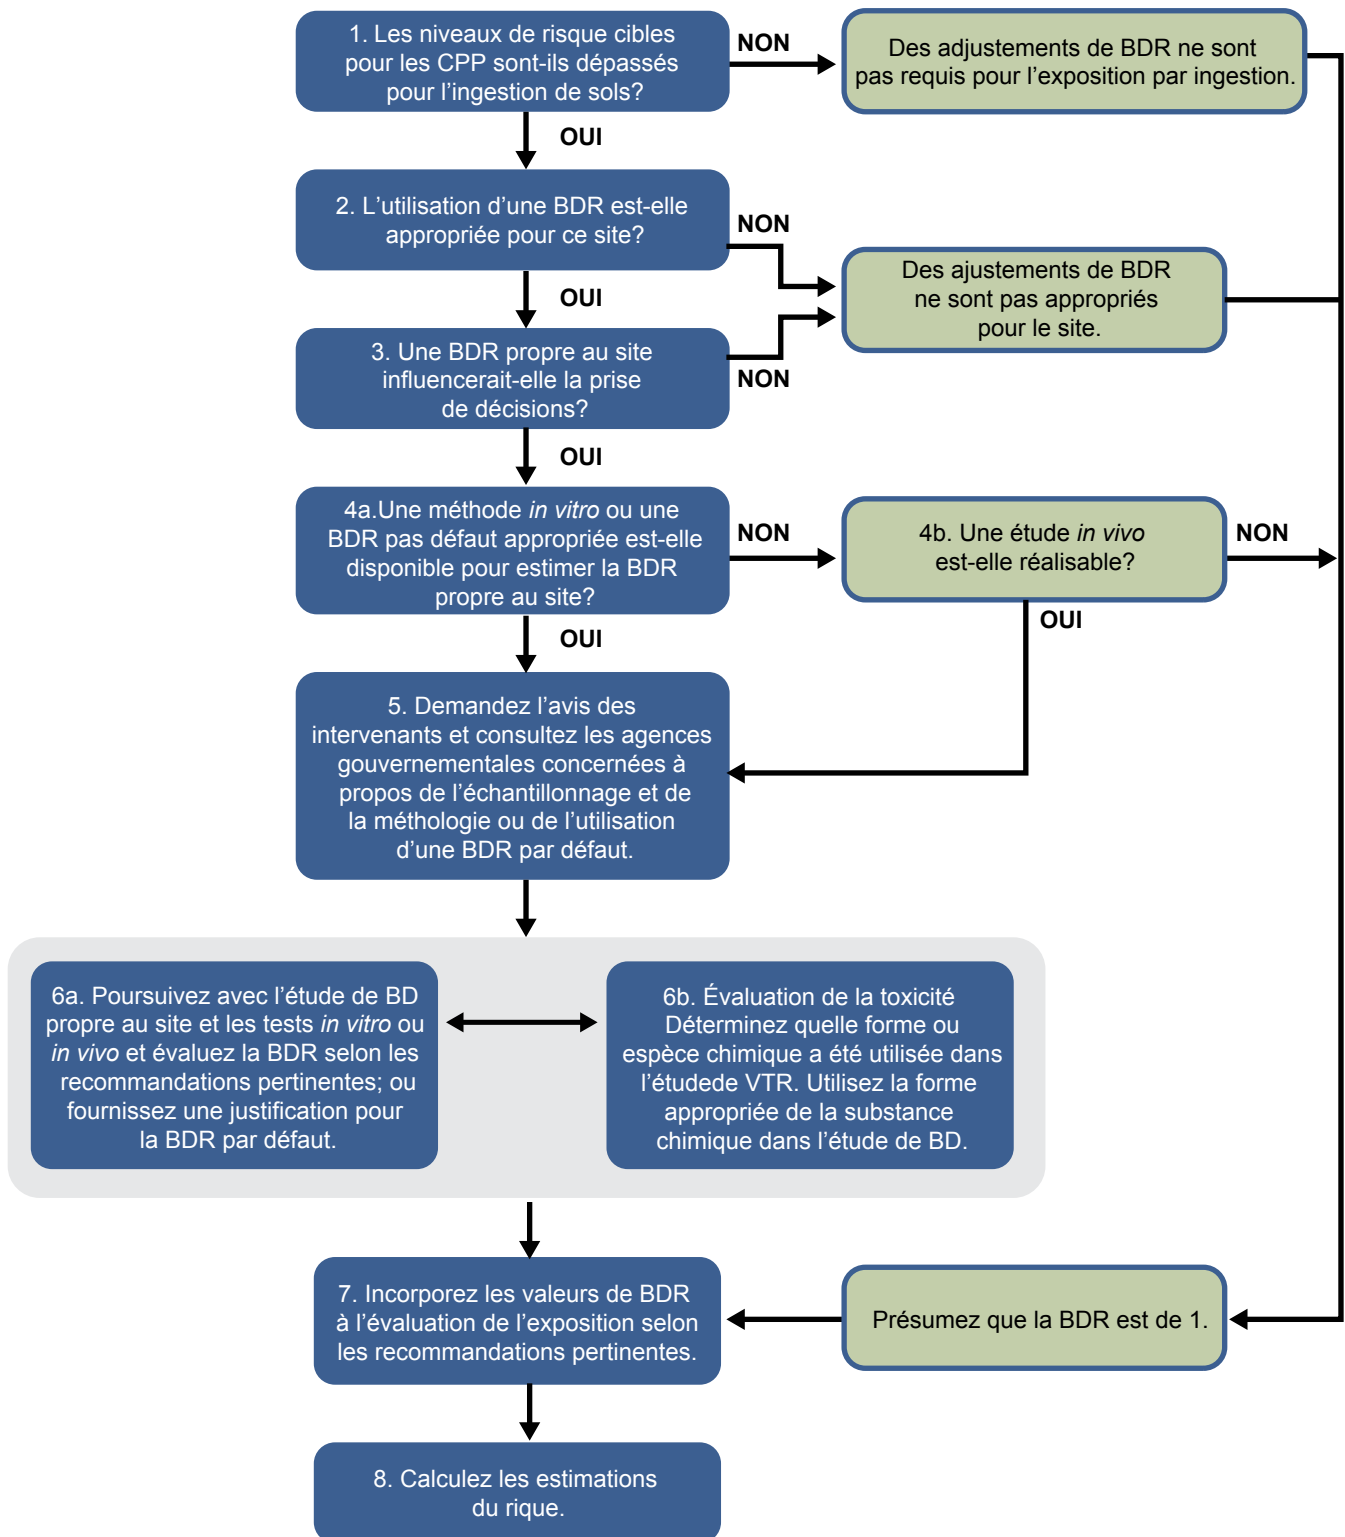 1. Les niveaux de risque cibles
pour les CPP sont-ils dépassés
pour l'ingestion de sols?
NON
Des adjustements de BDR ne sont
pas requis pour l'exposition par ingestion.
OUI
2. L'utilisation d'une BDR est-elle
appropriée pour ce site?
NON
Des ajustements de BDR
ne sont pas appropriés
pour le site.
OUI
3. Une BDR propre au site
influencerait-elle la prise
de décisions?
NON
OUI
4a.Une méthode in vitro ou une
BDR pas défaut appropriée est-elle
disponible pour estimer la BDR
propre au site?
NON
4b. Une étude in vivo
est-elle réalisable?
NON
OUI
OUI
5. Demandez l'avis des
intervenants et consultez les agences
gouvernementales concernées à
propos de l'échantillonnage et de
la méthologie ou de l'utilisation
d'une BDR par défaut.
6a. Poursuivez avec l'étude de BD
propre au site et les tests in vitro ou
in vivo et évaluez la BDR selon les
recommandations pertinentes; ou
fournissez une justification pour
la BDR par défaut.
6b. Évaluation de la toxicité
Déterminez quelle forme ou
espèce chimique a été utilisée dans
l'étudede VTR. Utilisez la forme
appropriée de la substance
chimique dans l'étude de BD.
7. Incorporez les valeurs de BDR
à l'évaluation de l'exposition selon
les recommandations pertinentes.
Présumez que la BDR est de 1.
8. Calculez les estimations
du rique.